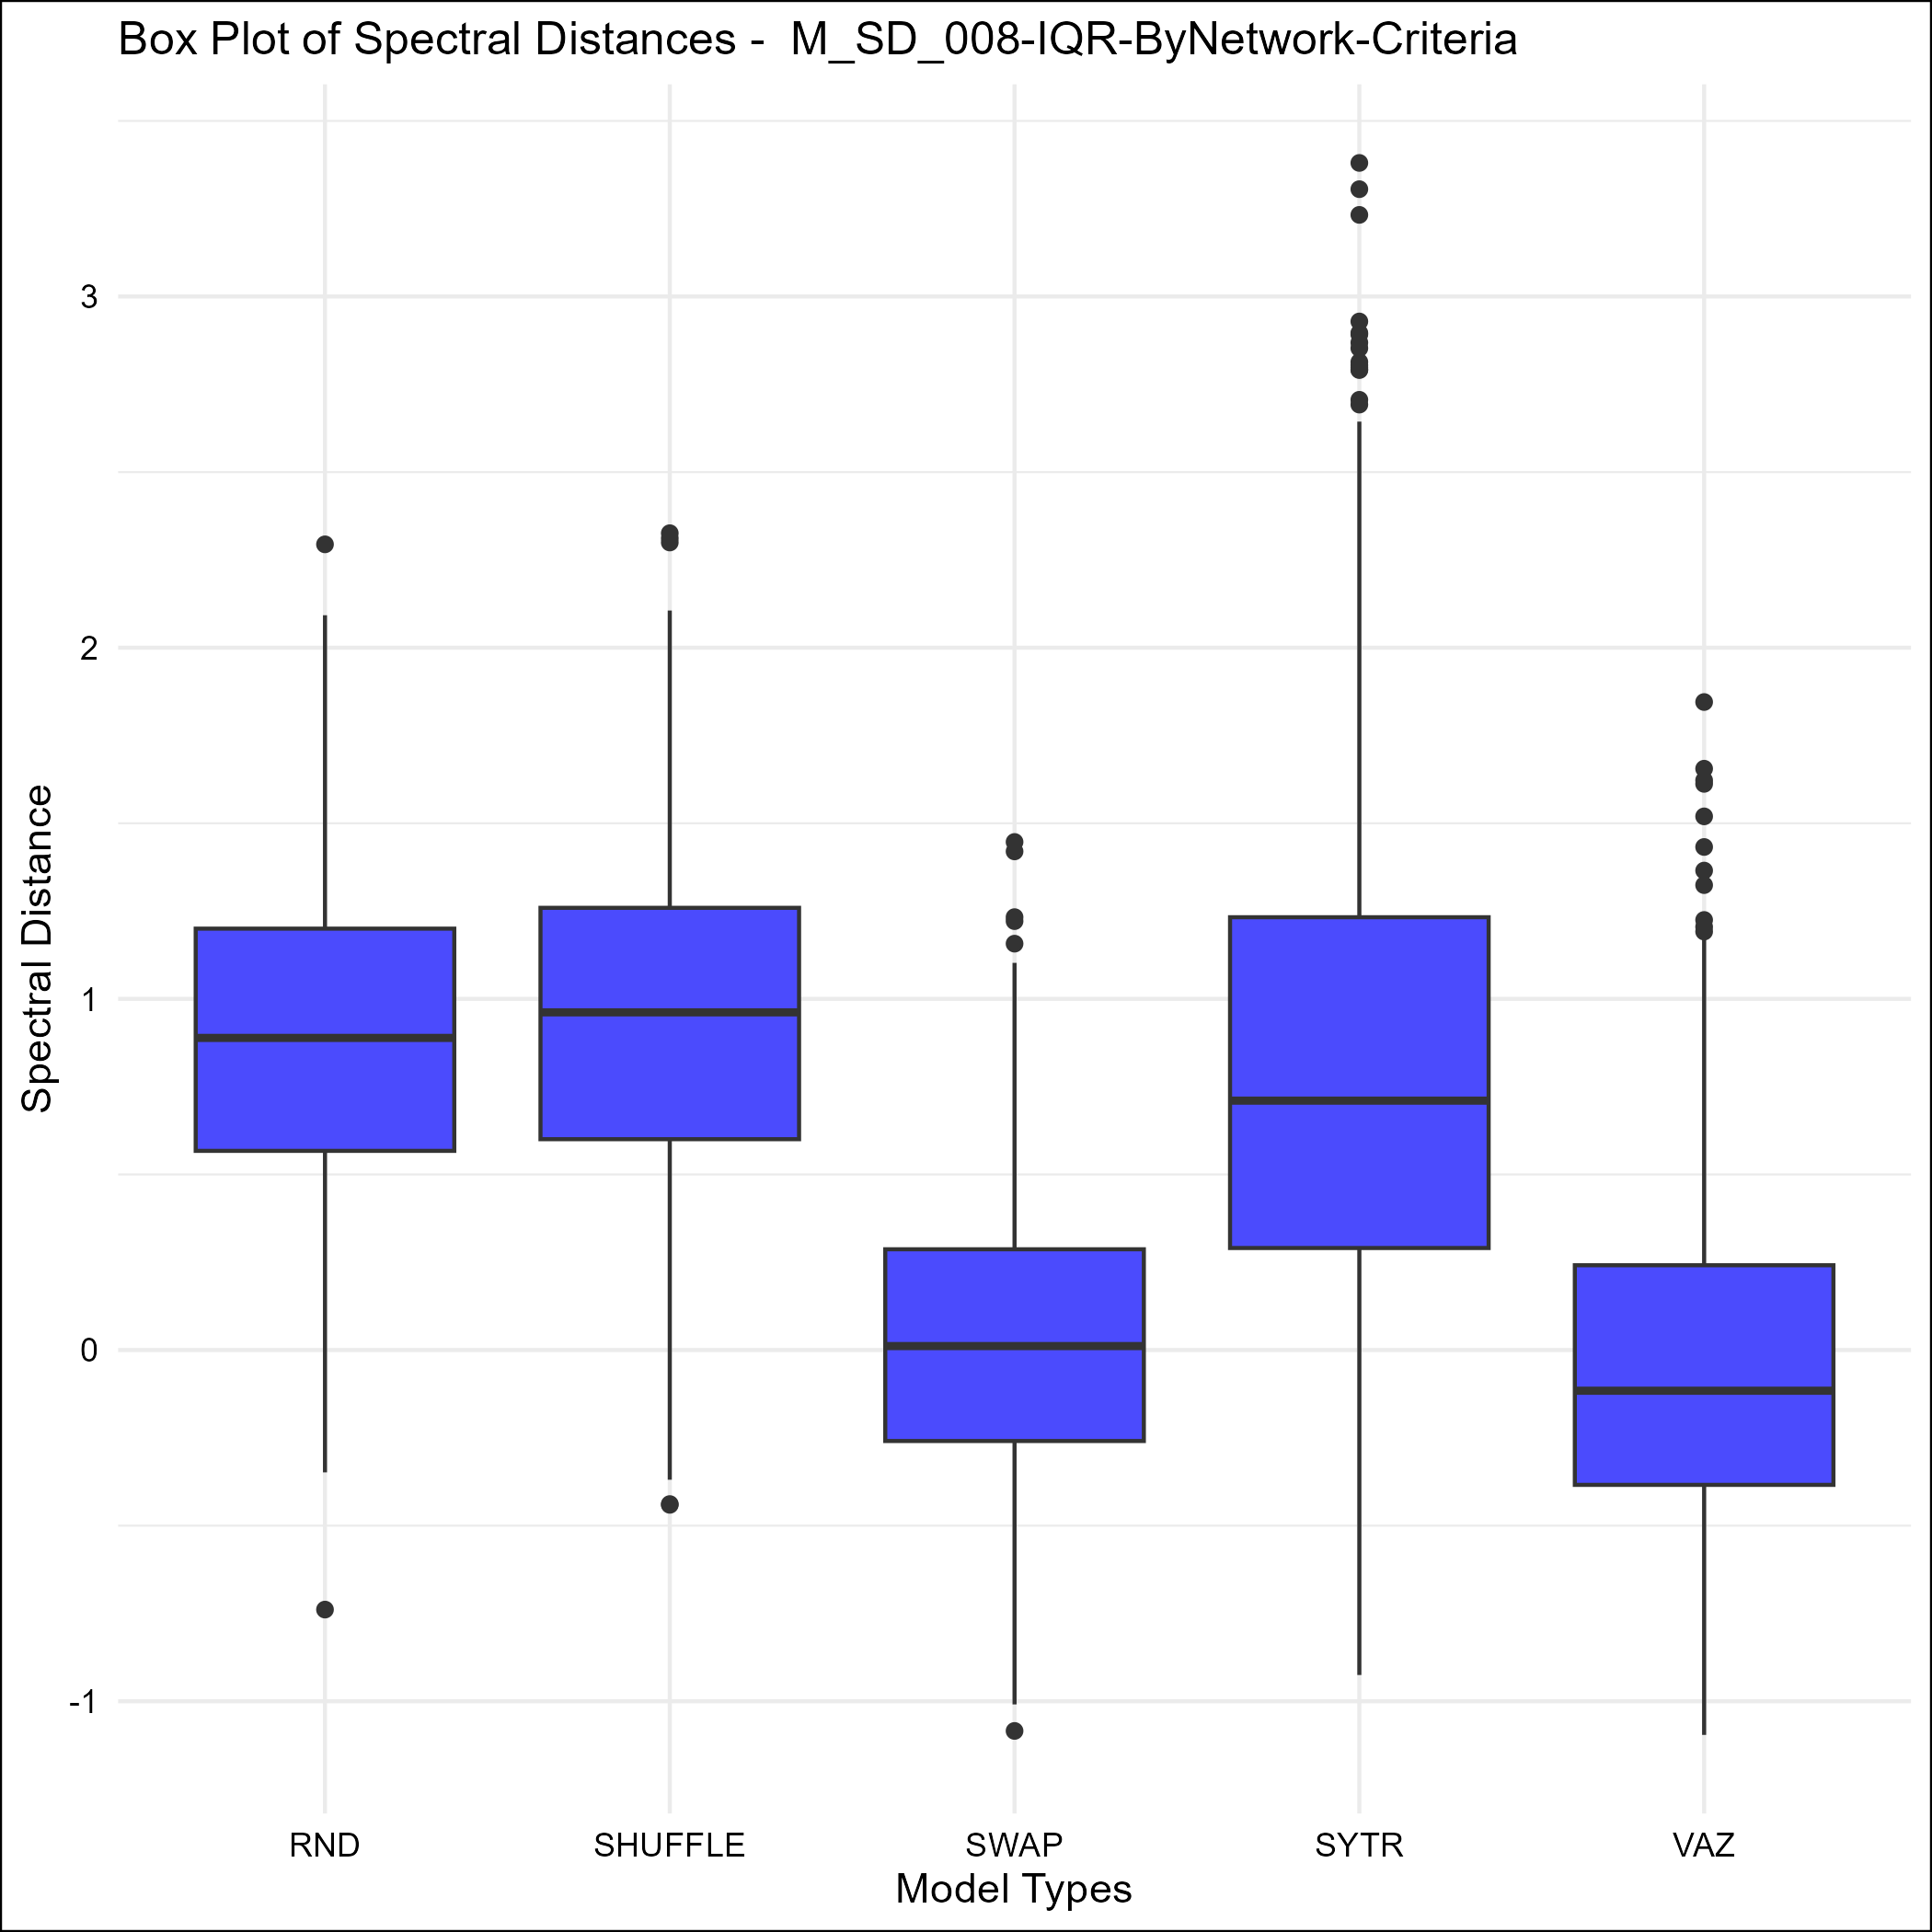 Box Plot of Spectral Distances -  M_SD_008-IQR-ByNetwork-Criteria
Spectral Distance
3
2
1
0
-1
RND SHUFFLE SWAP SYTR VAZ
Model Types